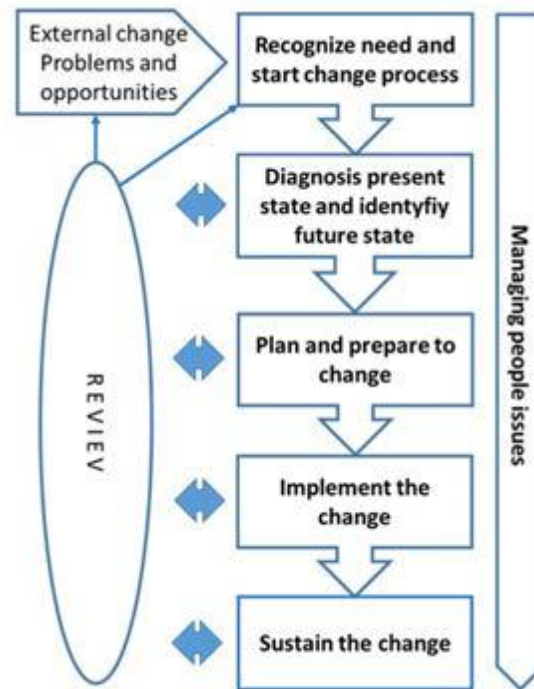 External change
Problems and
opportunities
Recognize need and
start change process
Diagnosis present
state and identyfiy
future state
Plan and prepare to
change
Implement the
change
Sustain the change
REVIEV
Managing people issues